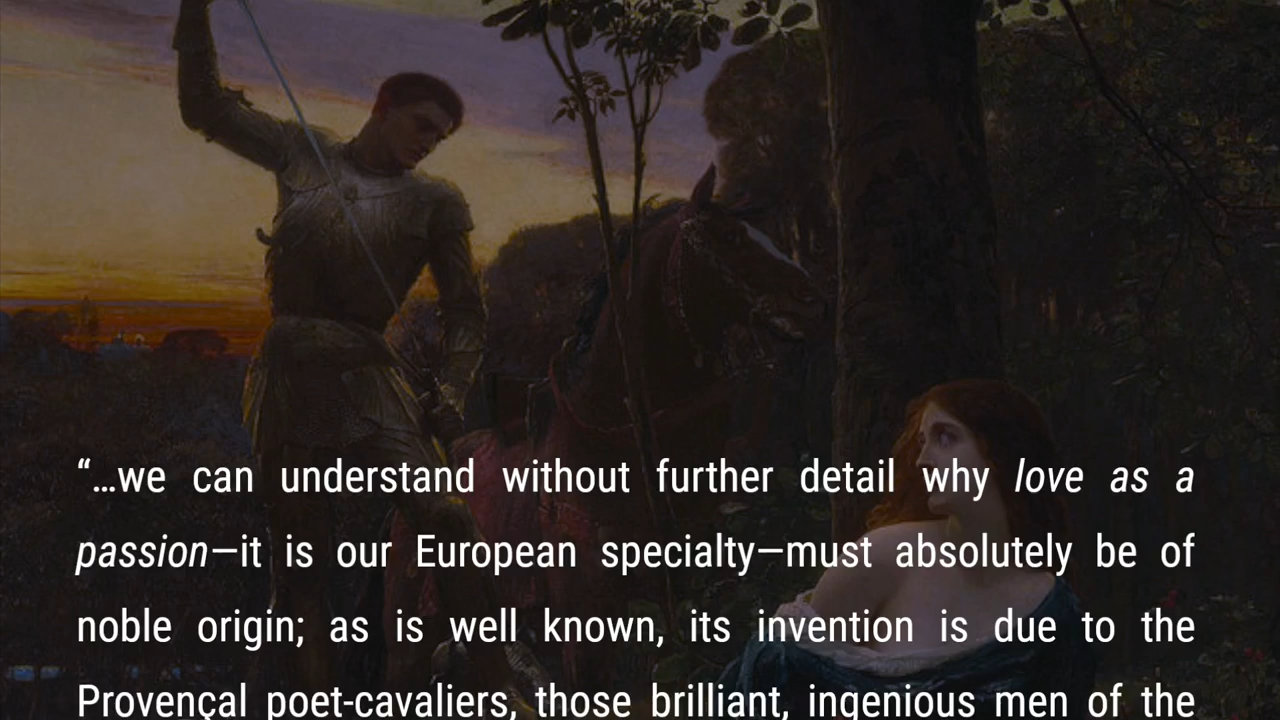 “…we can understand without further detail why love as a
passion—it is our European specialty—must absolutely be of
noble origin; as is well known, its invention is due to the
Provençal poet-cavaliers, those brilliant, ingenious men of the